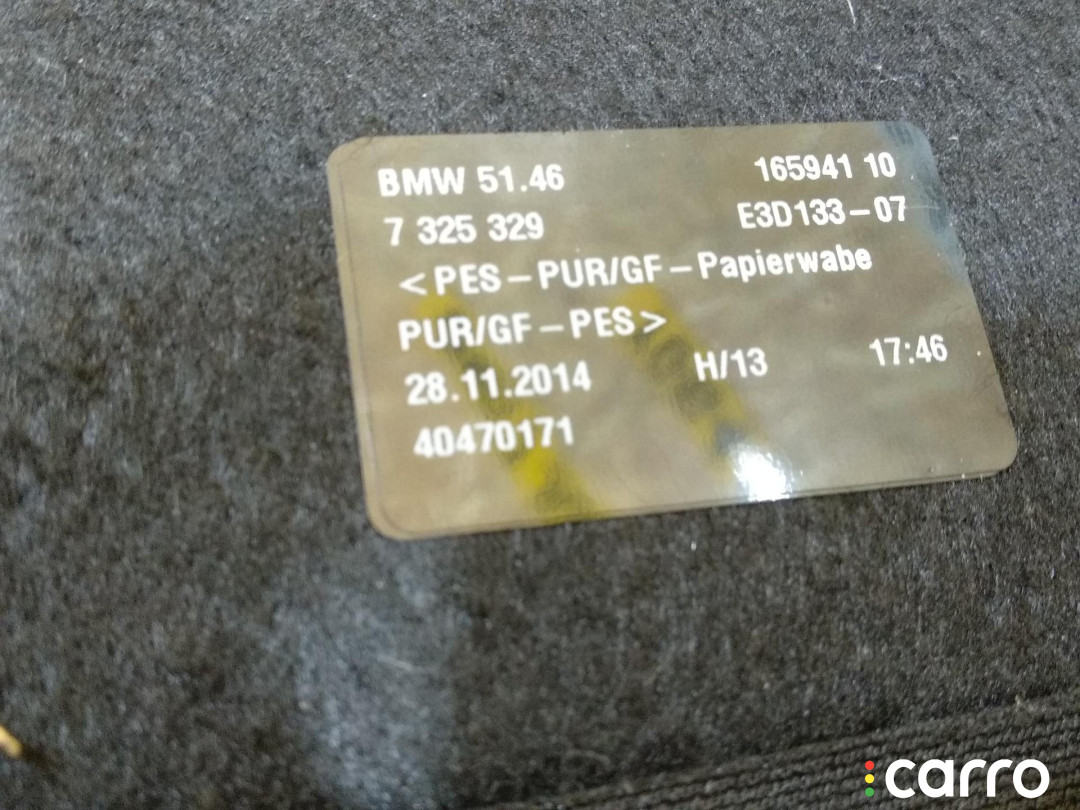 BMW 51.46 165941 10
7 325 329 E3D133-07
<PES-PUR/GF-Papierwabe
PUR/GF-PES>
28.11.2014 H/13 17:46
40470171
carro